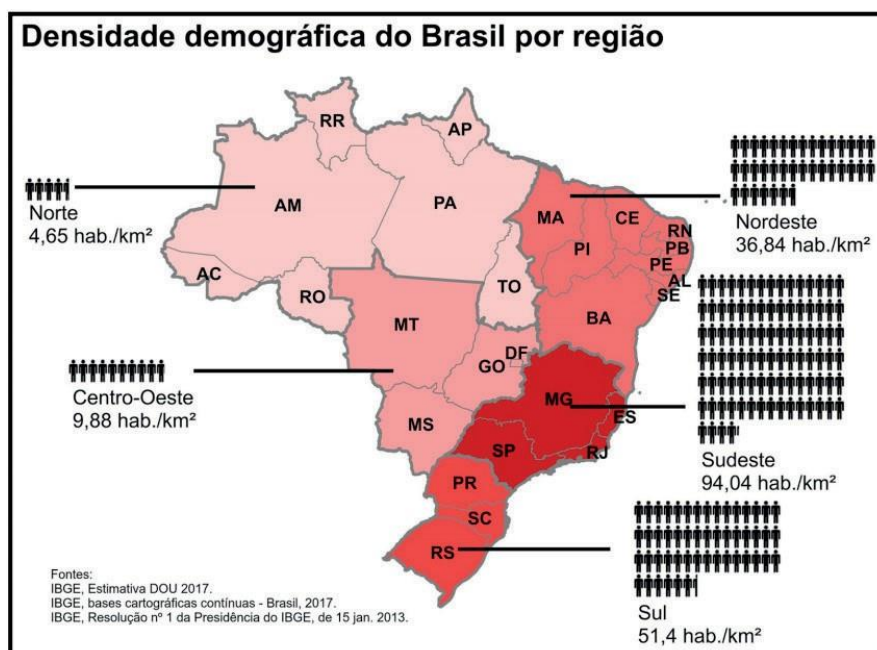 Densidade demográfica do Brasil por região
RR
AP
AM
PA
Norte
4,65 hab./km²
MA
CE
RN
PB
PI
PE
AL
SE
Nordeste
36,84 hab./km²
AC
RO
TO
MT
BA
DF
GO
Centro-Oeste
9,88 hab./km²
MS
MG
ES
SP
RJ
Sudeste
94,04 hab./km²
PR
SC
RS
Sul
51,4 hab./km²
Fontes:
IBGE, Estimativa DOU 2017.
IBGE, bases cartográficas contínuas - Brasil, 2017.
IBGE, Resolução nº 1 da Presidência do IBGE, de 15 jan. 2013.